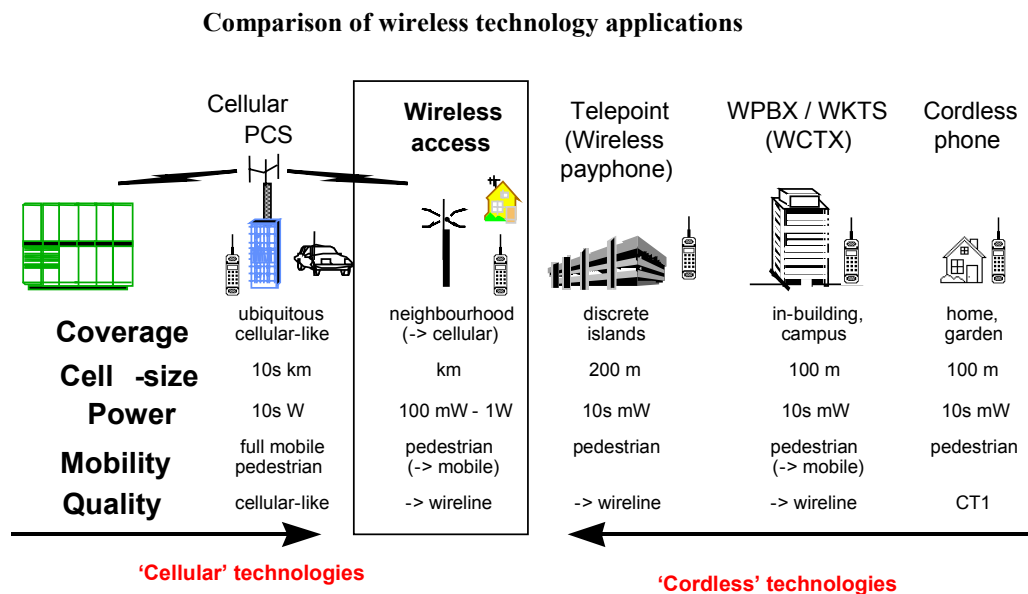 Comparison of wireless technology applications
Cellular
PCS
Wireless
access
Telepoint
(Wireless
payphone)
WPBX / WKTS
(WCTX)
Cordless
phone
Coverage
ubiquitous
cellular-like
neighbourhood
(-> cellular)
discrete
islands
in-building,
campus
home,
garden
Cell -size
10s km
km
200 m
100 m
100 m
Power
10s W
100 mW - 1W
10s mW
10s mW
10s mW
Mobility
full mobile
pedestrian
pedestrian
(-> mobile)
pedestrian
pedestrian
(-> mobile)
pedestrian
Quality
cellular-like
-> wireline
-> wireline
-> wireline
CT1
‘Cellular’ technologies
‘Cordless’ technologies